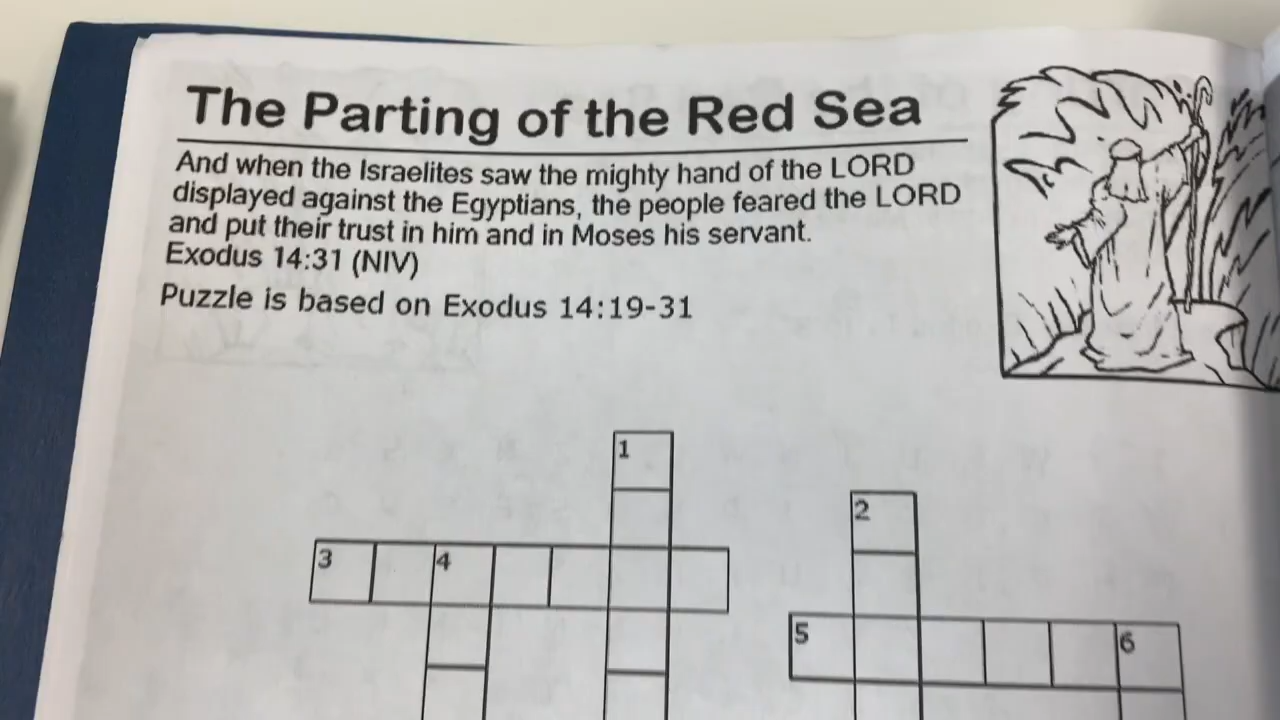 The Parting of the Red Sea
And when the Israelites saw the mighty hand of the LORD
displayed against the Egyptians, the people feared the LORD
and put their trust in him and in Moses his servant.
Exodus 14:31 (NIV)
Puzzle is based on Exodus 14:19-31
1
2
3 4
5 6